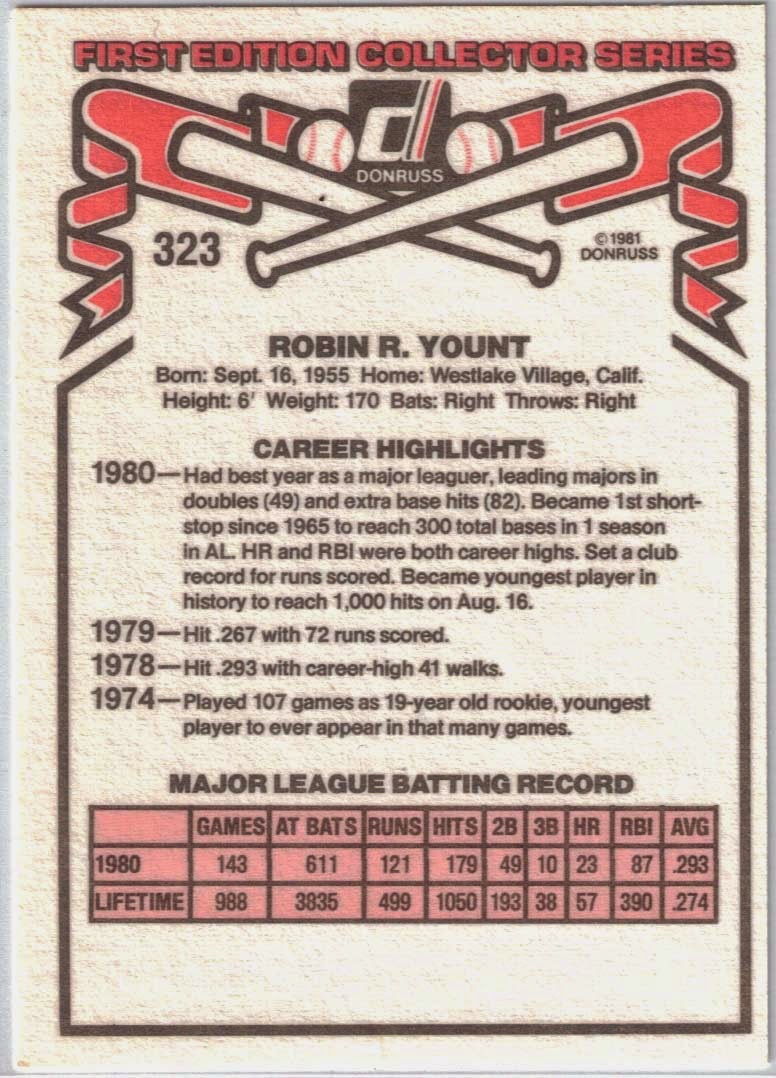 FIRST EDITION COLLECTOR SERIES
d
DONRUSS
323
© 1981
DONRUSS
ROBIN R. YOUNT
Born: Sept. 16, 1955 Home: Westlake Village, Calif.
Height: 6' Weight: 170 Bats: Right Throws: Right
CAREER HIGHLIGHTS
1980—Had best year as a major leaguer, leading majors in
doubles (49) and extra base hits (82). Became 1st short-
stop since 1965 to reach 300 total bases in 1 season
in AL. HR and RBI were both career highs. Set a club
record for runs scored. Became youngest player in
history to reach 1,000 hits on Aug. 16.
1979—Hit .267 with 72 runs scored.
1978—Hit .293 with career-high 41 walks.
1974—Played 107 games as 19-year old rookie, youngest
player to ever appear in that many games.
MAJOR LEAGUE BATTING RECORD
GAMES AT BATS RUNS HITS 2B 3B HR RBI AVG
1980 143 611 121 179 49 10 23 87 .293
LIFETIME 988 3835 499 1050 193 38 57 390 .274